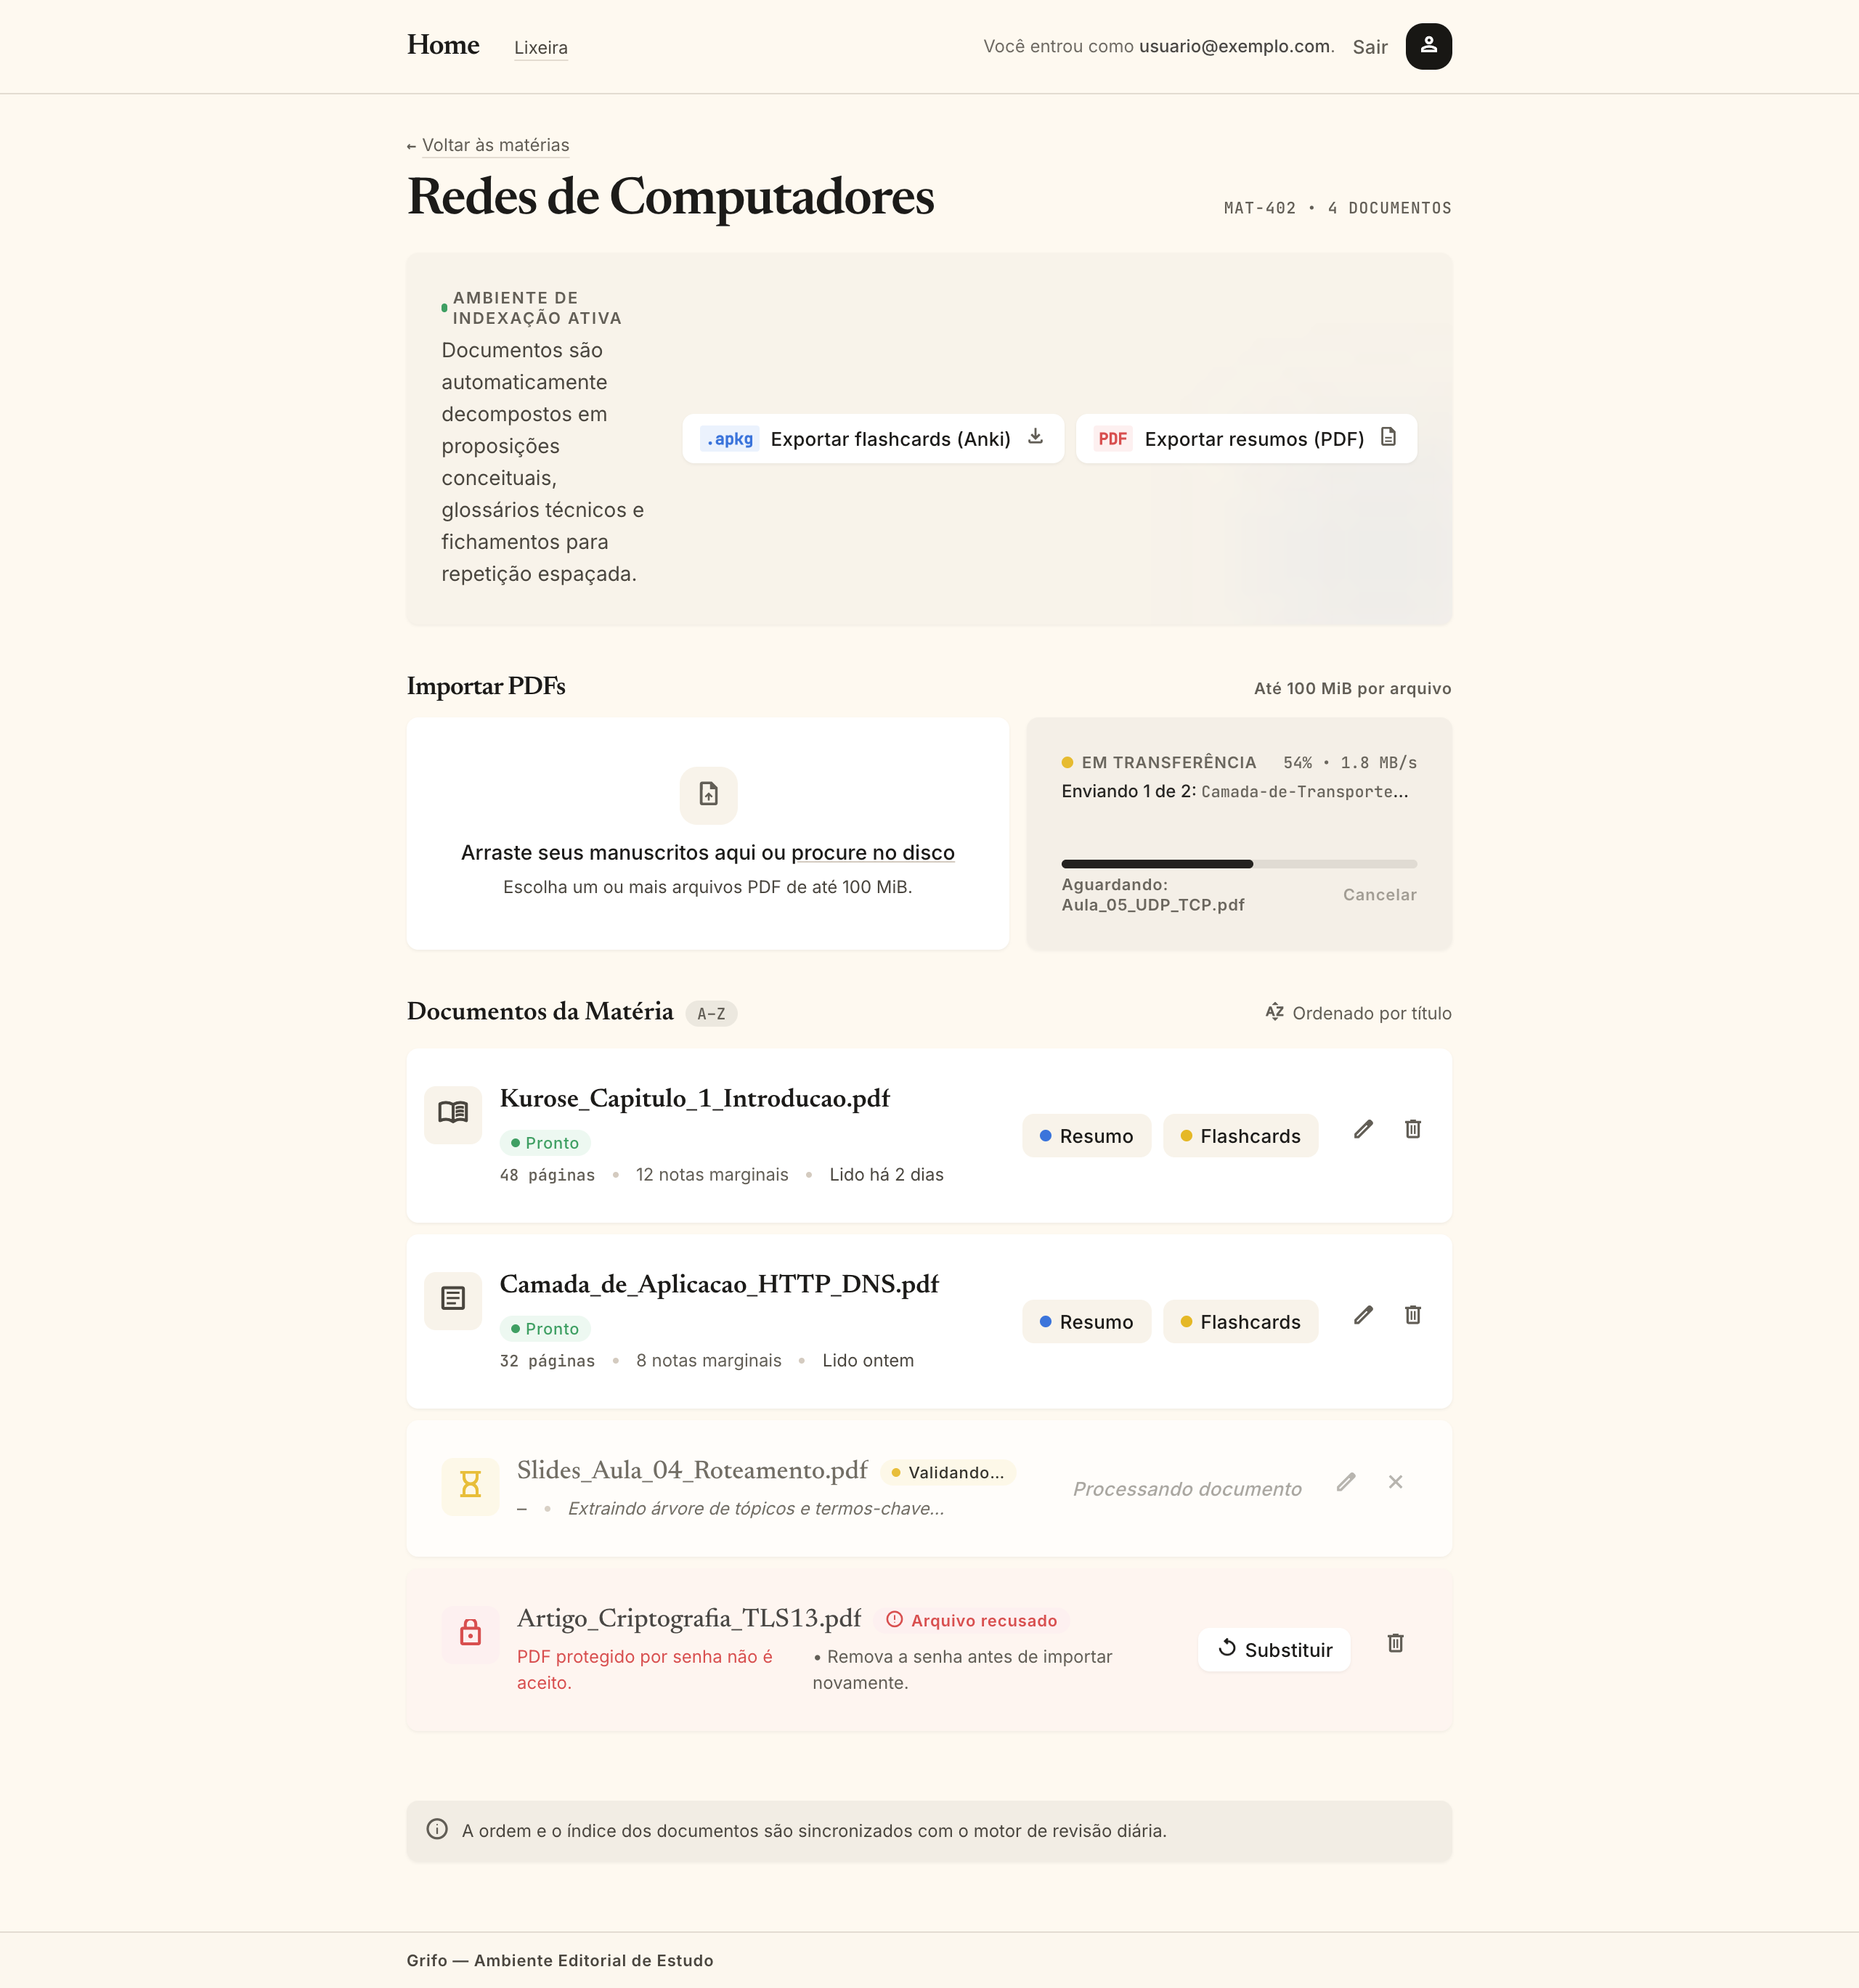 Home
Lixeira
Você entrou como usuario@exemplo.com.
Sair
← Voltar às matérias
Redes de Computadores
MAT-402 • 4 DOCUMENTOS
AMBIENTE DE
INDEXAÇÃO ATIVA
Documentos são
automaticamente
decompostos em
proposições
conceituais,
glossários técnicos e
fichamentos para
repetição espaçada.
.apkg Exportar flashcards (Anki)
PDF Exportar resumos (PDF)
Importar PDFs
Até 100 MiB por arquivo
Arraste seus manuscritos aqui ou procure no disco
Escolha um ou mais arquivos PDF de até 100 MiB.
EM TRANSFERÊNCIA
54% • 1.8 MB/s
Enviando 1 de 2: Camada-de-Transporte...
Aguardando:
Aula_05_UDP_TCP.pdf
Cancelar
Documentos da Matéria
A-Z
AZ Ordenado por título
Kurose_Capitulo_1_Introducao.pdf
Pronto
48 páginas • 12 notas marginais • Lido há 2 dias
Resumo
Flashcards
Camada_de_Aplicacao_HTTP_DNS.pdf
Pronto
32 páginas • 8 notas marginais • Lido ontem
Resumo
Flashcards
Slides_Aula_04_Roteamento.pdf
Validando...
– • Extraindo árvore de tópicos e termos-chave...
Processando documento
Artigo_Criptografia_TLS13.pdf
Arquivo recusado
PDF protegido por senha não é
aceito.
• Remova a senha antes de importar
novamente.
Substituir
A ordem e o índice dos documentos são sincronizados com o motor de revisão diária.
Grifo — Ambiente Editorial de Estudo